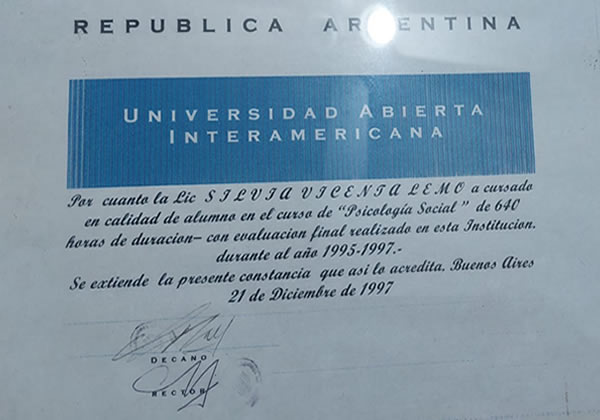 REPUBLICA ARGENTINA
UNIVERSIDAD ABIERTA
INTERAMERICANA
Por cuanto la Lic SILVIA VICENTA LEMO a cursado
en calidad de alumno en el curso de "Psicología Social" de 640
horas de duracion– con evaluacion final realizado en esta Institucion.
durante al año 1995-1997.-
Se extiende la presente constancia que asi lo acredita. Buenos Aires
21 de Diciembre de 1997
DECANO
RECTOR